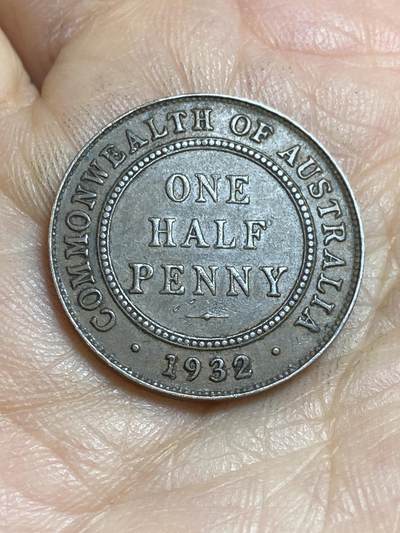 COMMONWEALTH OF AUSTRALIA
ONE
HALF
PENNY
· 1932 ·